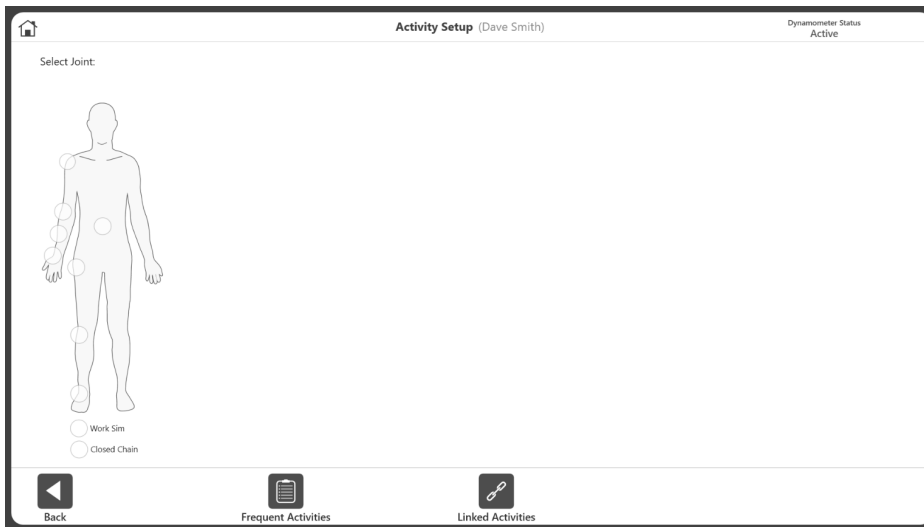 Activity Setup (Dave Smith)
Dynamometer Status
Active
Select Joint:
Work Sim
Closed Chain
Back
Frequent Activities
Linked Activities